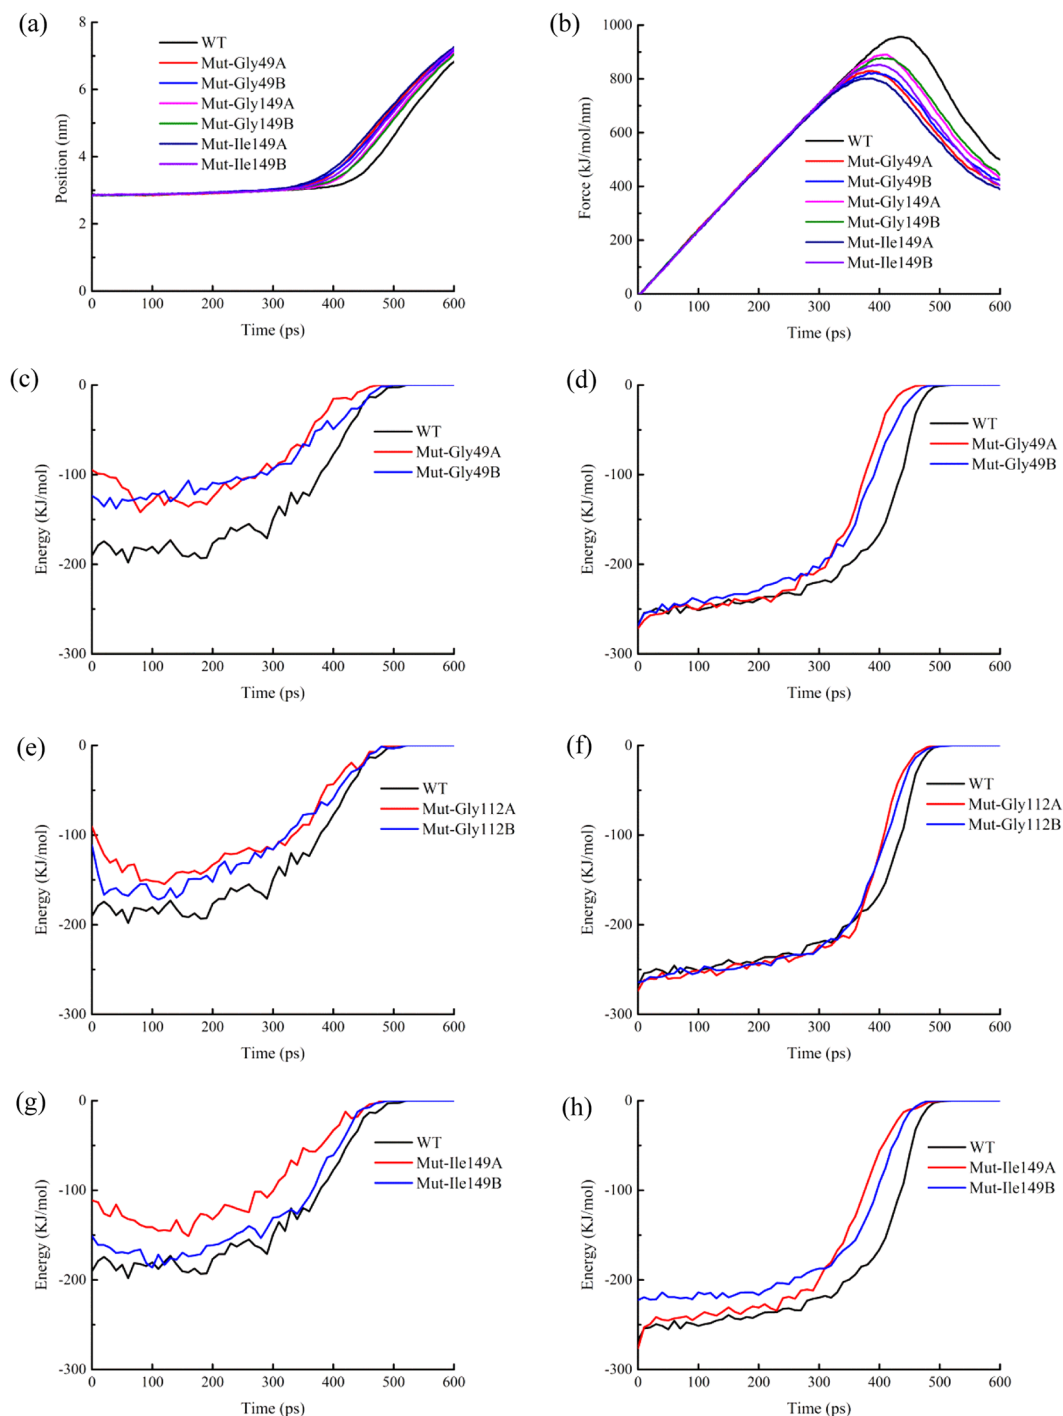 (a)
8
6
4
2
0
Position (nm)
WT
Mut-Gly49A
Mut-Gly49B
Mut-Gly149A
Mut-Gly149B
Mut-Ile149A
Mut-Ile149B
0 100 200 300 400 500 600
Time (ps)
(b)
1000
800
600
400
200
0
Force (kJ/mol/nm)
WT
Mut-Gly49A
Mut-Gly49B
Mut-Gly149A
Mut-Gly149B
Mut-Ile149A
Mut-Ile149B
0 100 200 300 400 500 600
Time (ps)
(c)
0
-100
-200
-300
Energy (KJ/mol)
WT
Mut-Gly49A
Mut-Gly49B
0 100 200 300 400 500 600
Time (ps)
(d)
0
-100
-200
-300
Energy (KJ/mol)
WT
Mut-Gly49A
Mut-Gly49B
0 100 200 300 400 500 600
Time (ps)
(e)
0
-100
-200
-300
Energy (KJ/mol)
WT
Mut-Gly112A
Mut-Gly112B
0 100 200 300 400 500 600
Time (ps)
(f)
0
-100
-200
-300
Energy (KJ/mol)
WT
Mut-Gly112A
Mut-Gly112B
0 100 200 300 400 500 600
Time (ps)
(g)
0
-100
-200
-300
Energy (KJ/mol)
WT
Mut-Ile149A
Mut-Ile149B
0 100 200 300 400 500 600
Time (ps)
(h)
0
-100
-200
-300
Energy (KJ/mol)
WT
Mut-Ile149A
Mut-Ile149B
0 100 200 300 400 500 600
Time (ps)